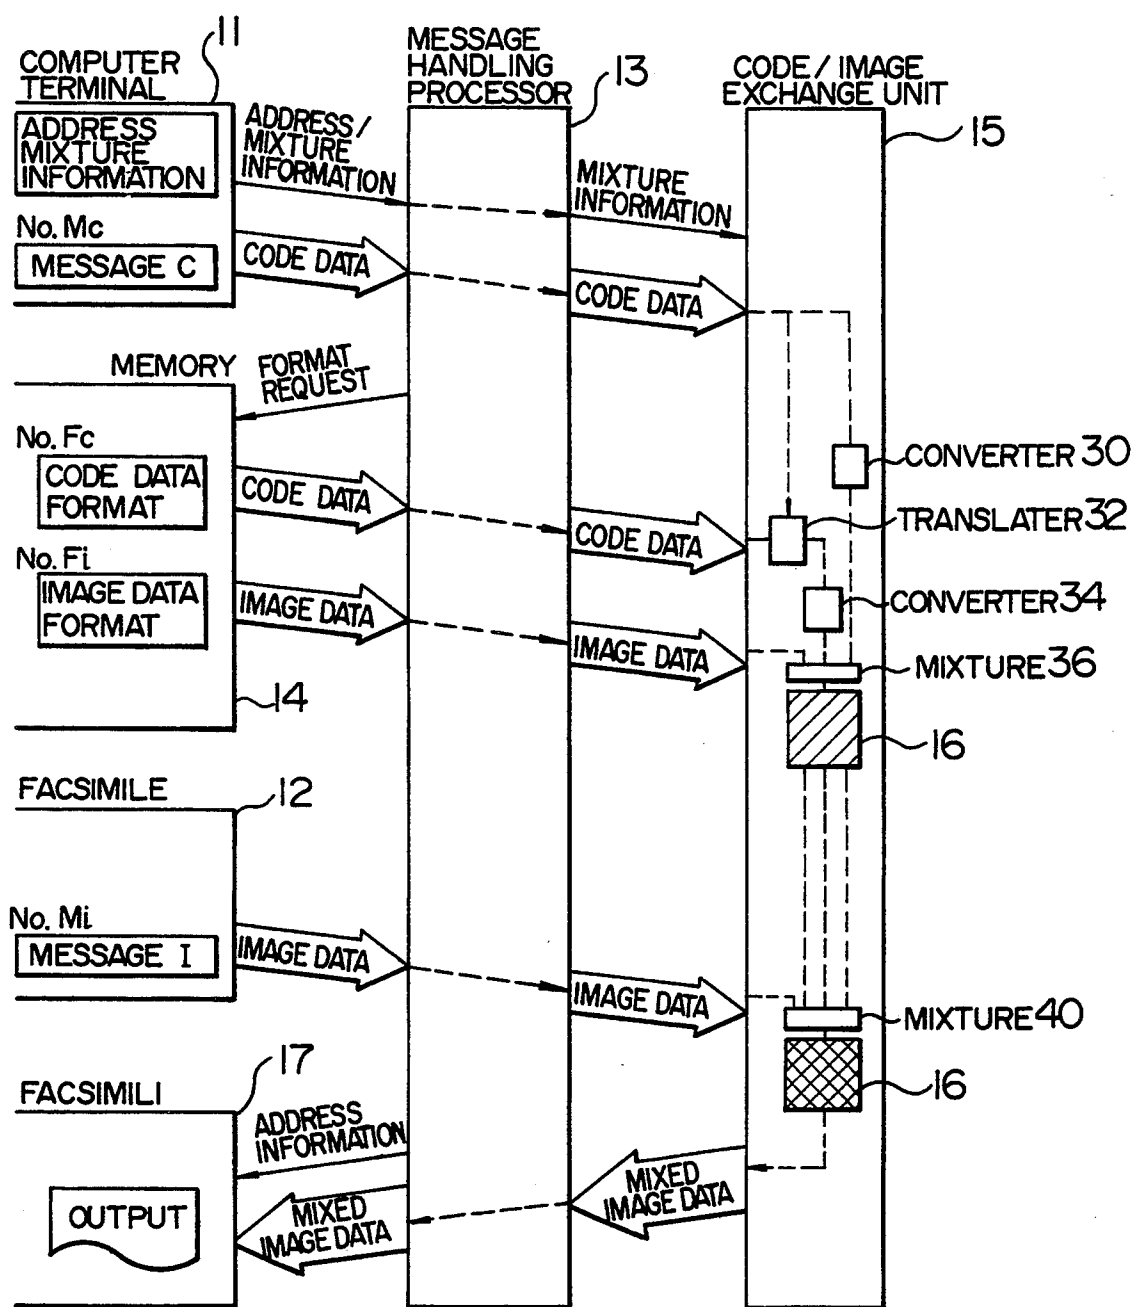 11
COMPUTER
TERMINAL
MESSAGE
HANDLING
PROCESSOR
13
CODE / IMAGE
EXCHANGE UNIT
15
ADDRESS
MIXTURE
INFORMATION
ADDRESS/
MIXTURE
INFORMATION
MIXTURE
INFORMATION
No. Mc
MESSAGE C
CODE DATA
CODE DATA
MEMORY
FORMAT
REQUEST
No. Fc
CODE DATA
FORMAT
CODE DATA
CODE DATA
CONVERTER 30
TRANSLATER 32
No. Fi
IMAGE DATA
FORMAT
IMAGE DATA
IMAGE DATA
CONVERTER 34
MIXTURE 36
14
16
FACSIMILE
12
No. Mi
MESSAGE I
IMAGE DATA
IMAGE DATA
MIXTURE 40
16
FACSIMILI
17
ADDRESS
INFORMATION
OUTPUT
MIXED
IMAGE DATA
MIXED
IMAGE DATA